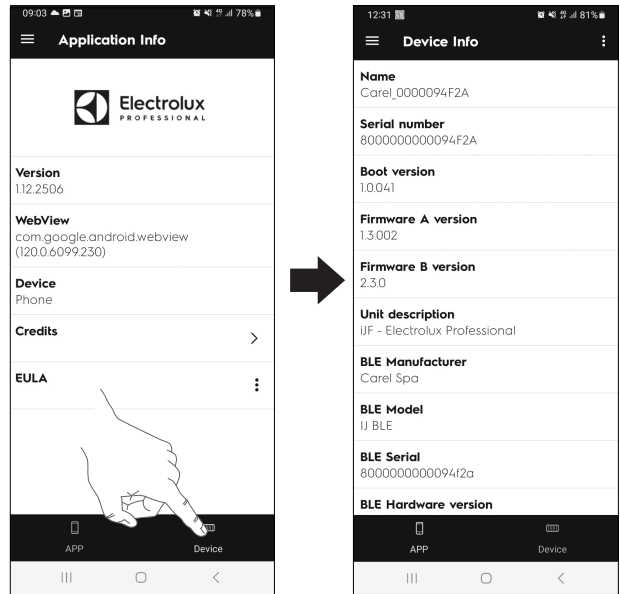 09:03 78%
Application Info
Electrolux
PROFESSIONAL
Version
1.12.2506
WebView
com.google.android.webview
(120.0.6099.230)
Device
Phone
Credits
EULA
APP Device
12:31 81%
Device Info
Name
Carel_0000094F2A
Serial number
8000000000094F2A
Boot version
1.0.041
Firmware A version
1.3.002
Firmware B version
2.3.0
Unit description
iJF - Electrolux Professional
BLE Manufacturer
Carel Spa
BLE Model
IJ BLE
BLE Serial
8000000000094f2a
BLE Hardware version
APP Device